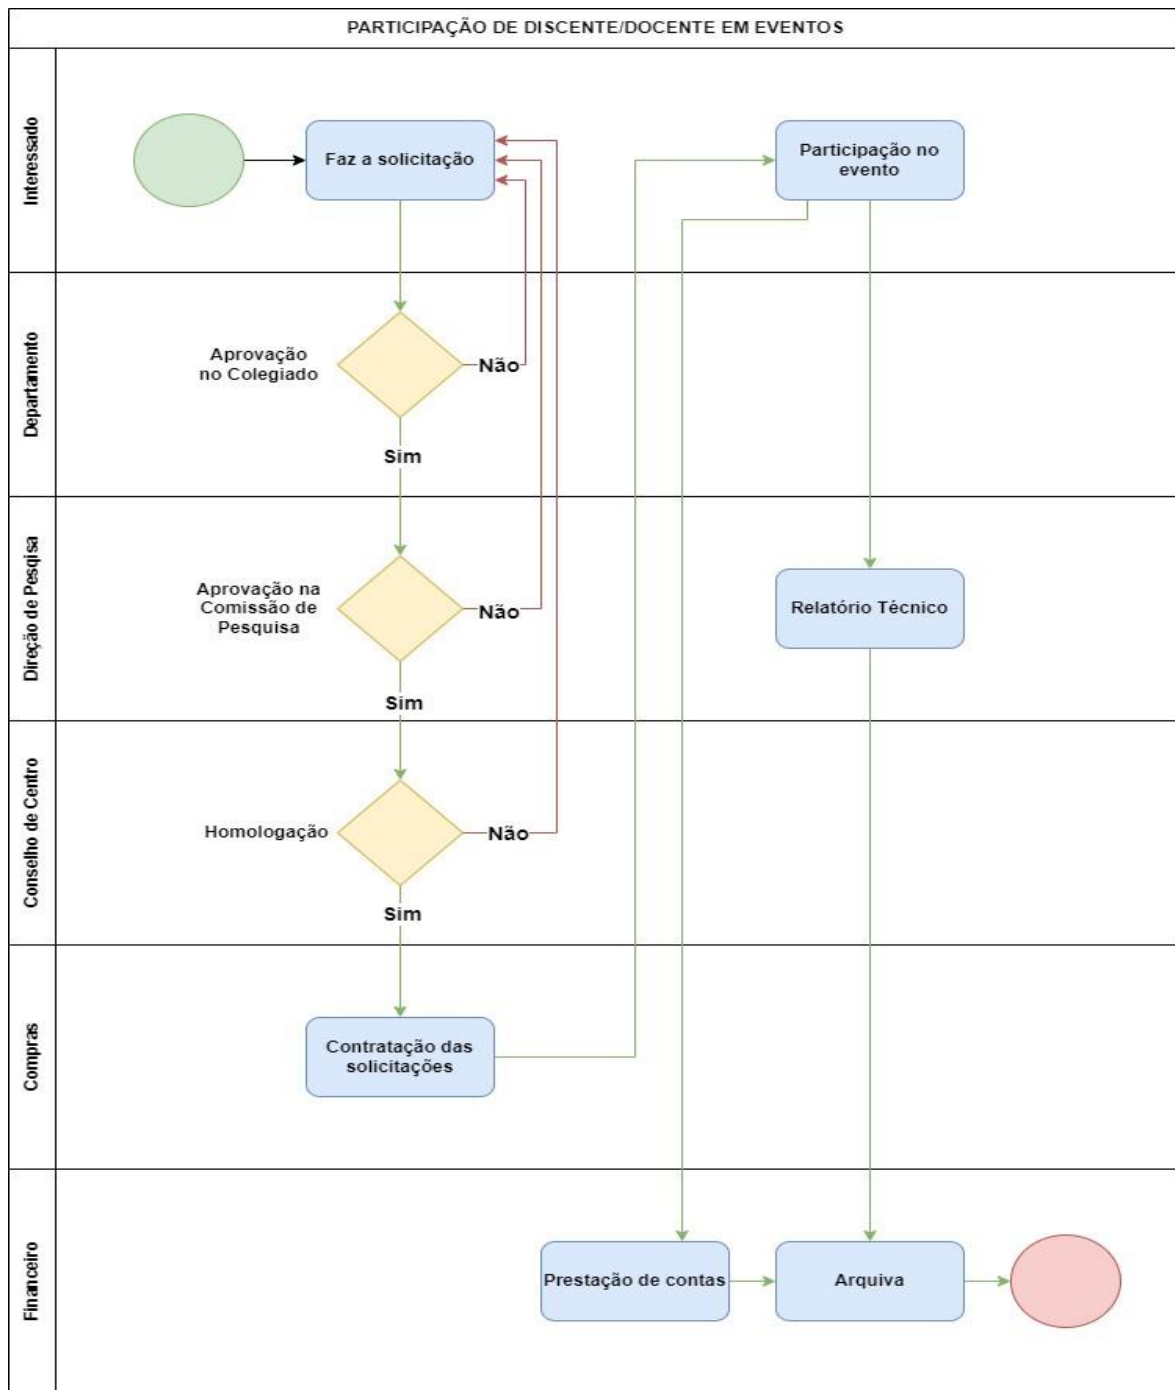 PARTICIPAÇÃO DE DISCENTE/DOCENTE EM EVENTOS
Interessado
Faz a solicitação
Participação no
evento
Departamento
Aprovação
no Colegiado
Não
Sim
Direção de Pesqisa
Aprovação na
Comissão de
Pesquisa
Não
Relatório Técnico
Sim
Conselho de Centro
Homologação
Não
Sim
Compras
Contratação das
solicitações
Financeiro
Prestação de contas
Arquiva